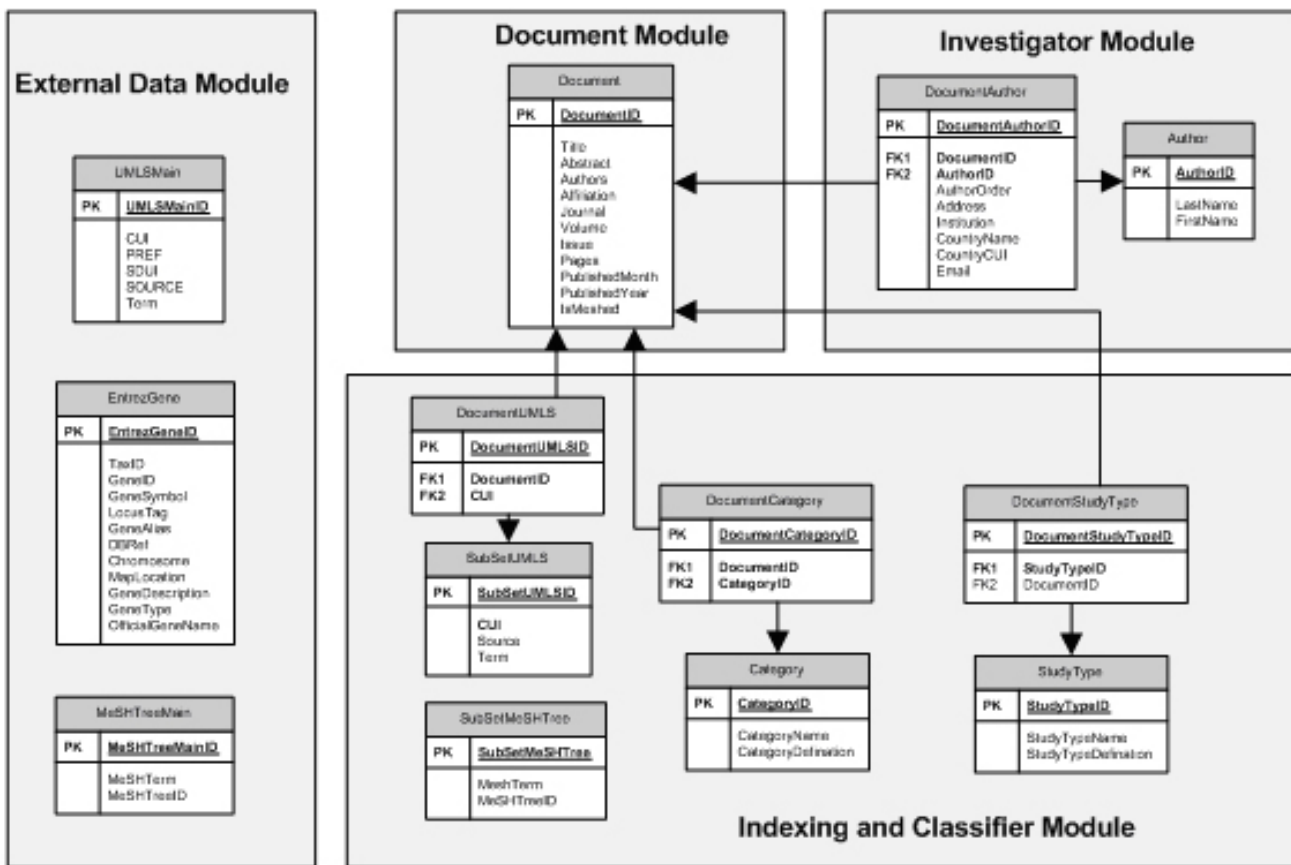 External Data Module
UMLSMain
PK UMLSMainID
CUI
PREF
SDUI
SOURCE
Term
EntrezGene
PK EntrezGeneID
TaxID
GeneID
GeneSymbol
LocusTag
GeneAlias
DBRef
Chromosome
MapLocation
GeneDescription
GeneType
OfficialGeneName
MeSHTreeMain
PK MeSHTreeMainID
MeSHTerm
MeSHTreeID
Document Module
Document
PK DocumentID
Title
Abstract
Authors
Affiliation
Journal
Volume
Issue
Pages
PublishedMonth
PublishedYear
IsMeshed
Investigator Module
DocumentAuthor
PK DocumentAuthorID
FK1 DocumentID
FK2 AuthorID
AuthorOrder
Address
Institution
CountryName
CountryCUI
Email
Author
PK AuthorID
LastName
FirstName
DocumentUMLS
PK DocumentUMLSID
FK1 DocumentID
FK2 CUI
SubSetUMLS
PK SubSetUMLSID
CUI
Source
Term
SubSetMeSHTree
PK SubSetMeSHTree
MeshTerm
MeSHTreeID
DocumentCategory
PK DocumentCategoryID
FK1 DocumentID
FK2 CategoryID
Category
PK CategoryID
CategoryName
CategoryDefination
DocumentStudyType
PK DocumentStudyTypeID
FK1 StudyTypeID
FK2 DocumentID
StudyType
PK StudyTypeID
StudyTypeName
StudyTypeDefination
Indexing and Classifier Module